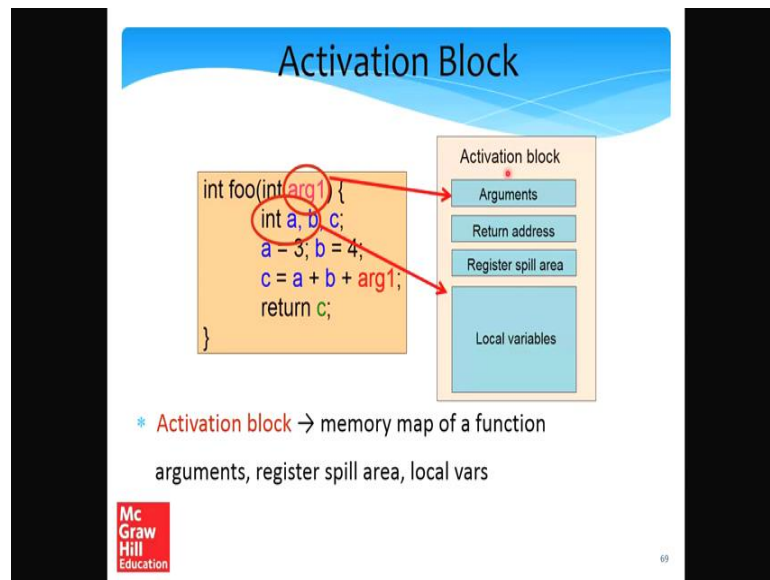 Activation Block
int foo(int arg1) {
int a, b, c;
a = 3; b = 4;
c = a + b + arg1;
return c;
}
Activation block
Arguments
Return address
Register spill area
Local variables
* Activation block → memory map of a function
arguments, register spill area, local vars
Mc
Graw
Hill
Education
69